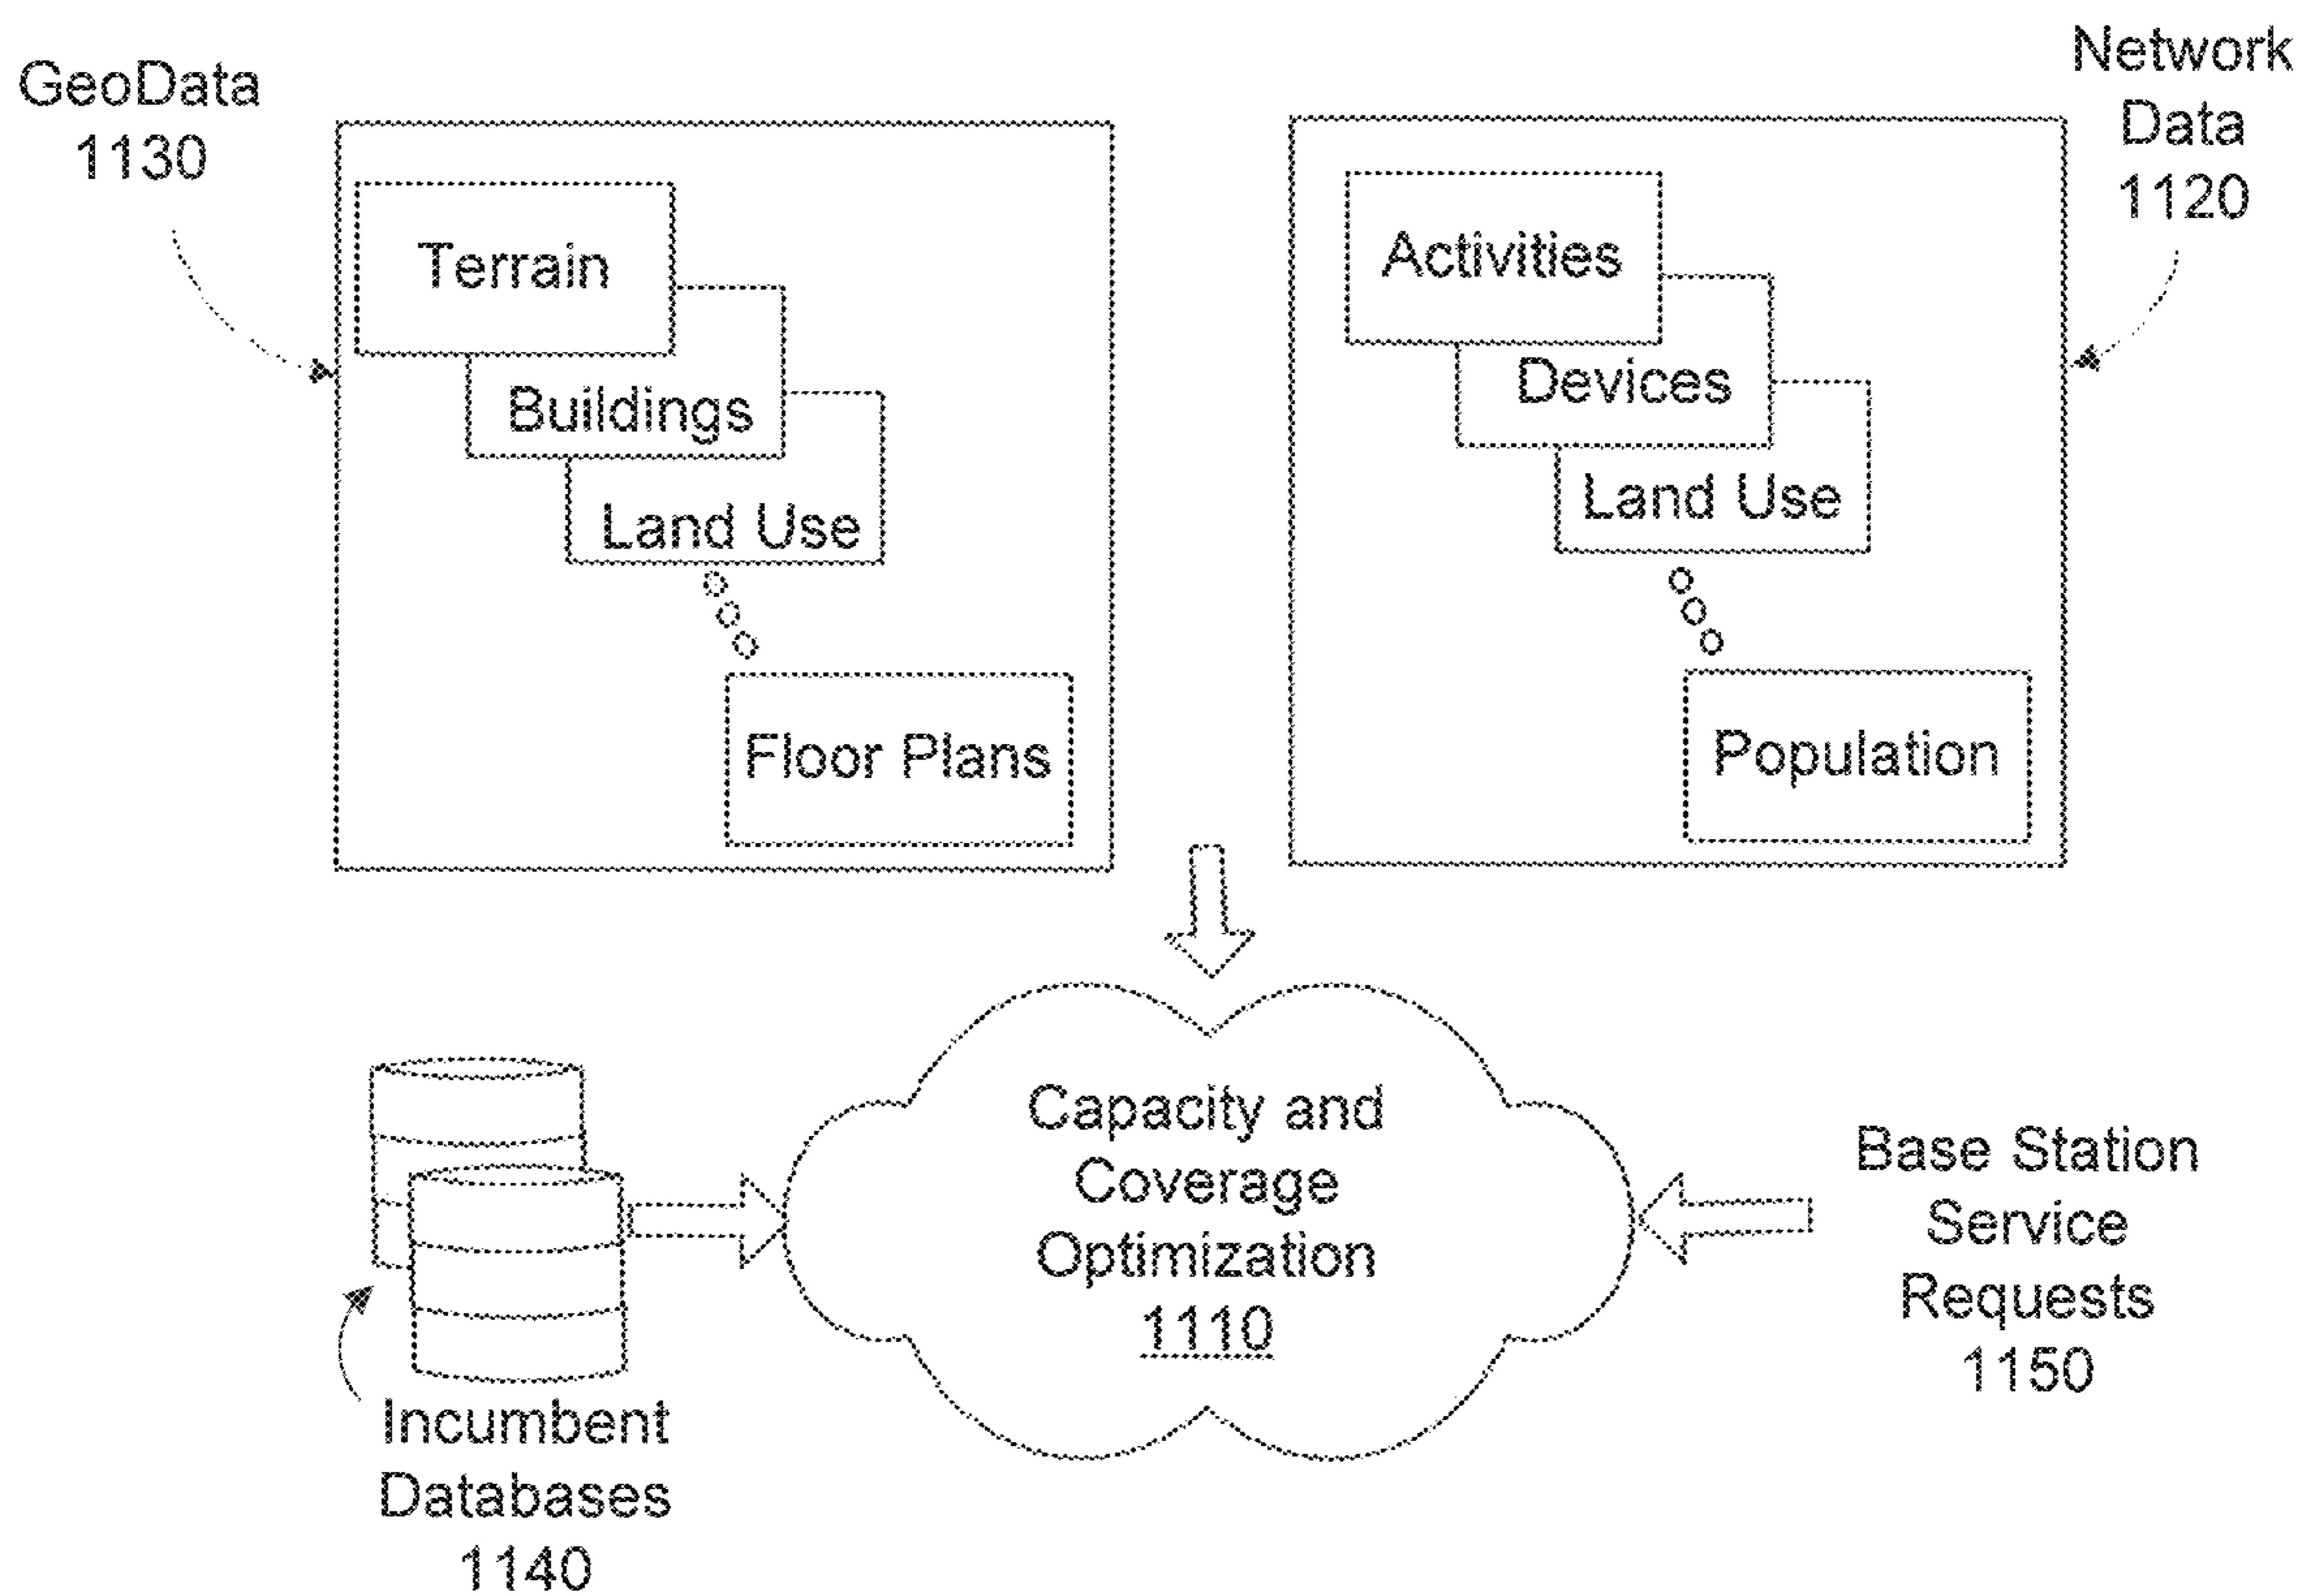 GeoData
1130
Network
Data
1120
Terrain
Buildings
Land Use
Floor Plans
Activities
Devices
Land Use
Population
Capacity and
Coverage
Optimization
1110
Base Station
Service
Requests
1150
Incumbent
Databases
1140